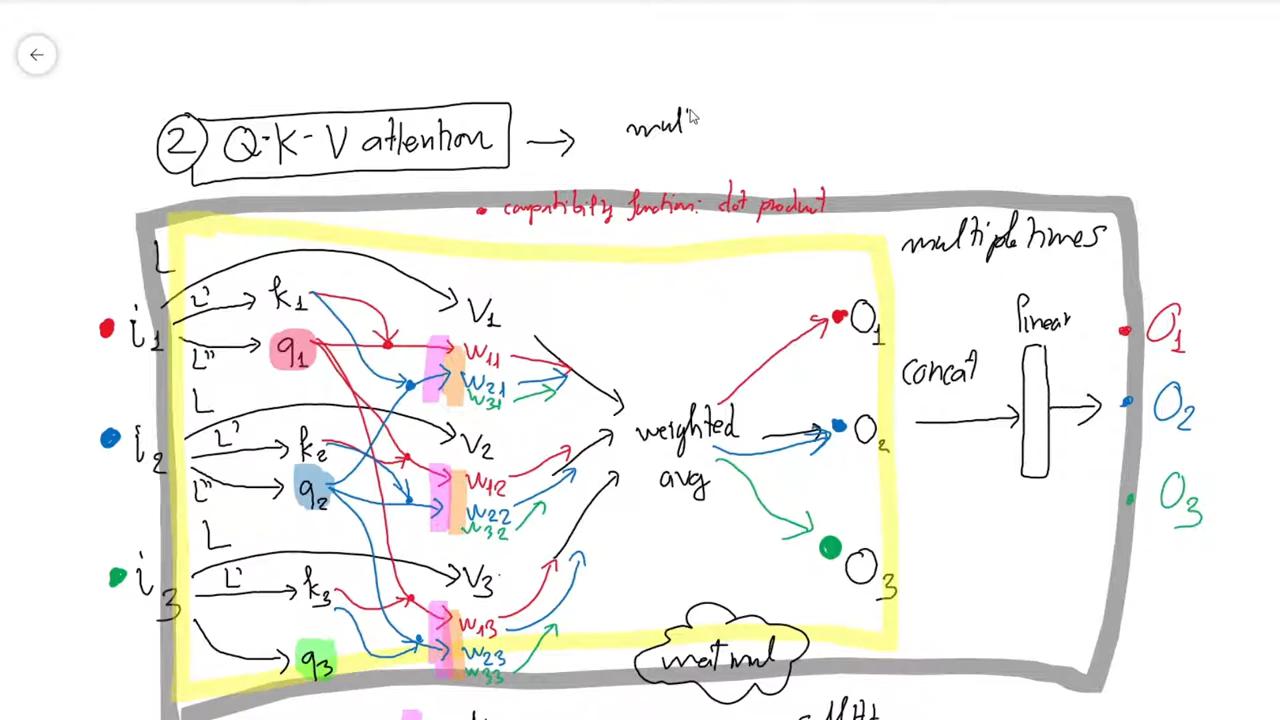 2 Q-K-V attention → mul
• compatibility function: dot product
multiple times
L
L' k1 V1
i1
L" q1 w11
w21
w31
L
L' k2 V2
i2
L" q2 w12
w22
w32
L
L' k3 V3
i3
q3 w13
w23
w33
weighted
avg
O1
O2
O3
concat
linear
O1
O2
O3
matmul